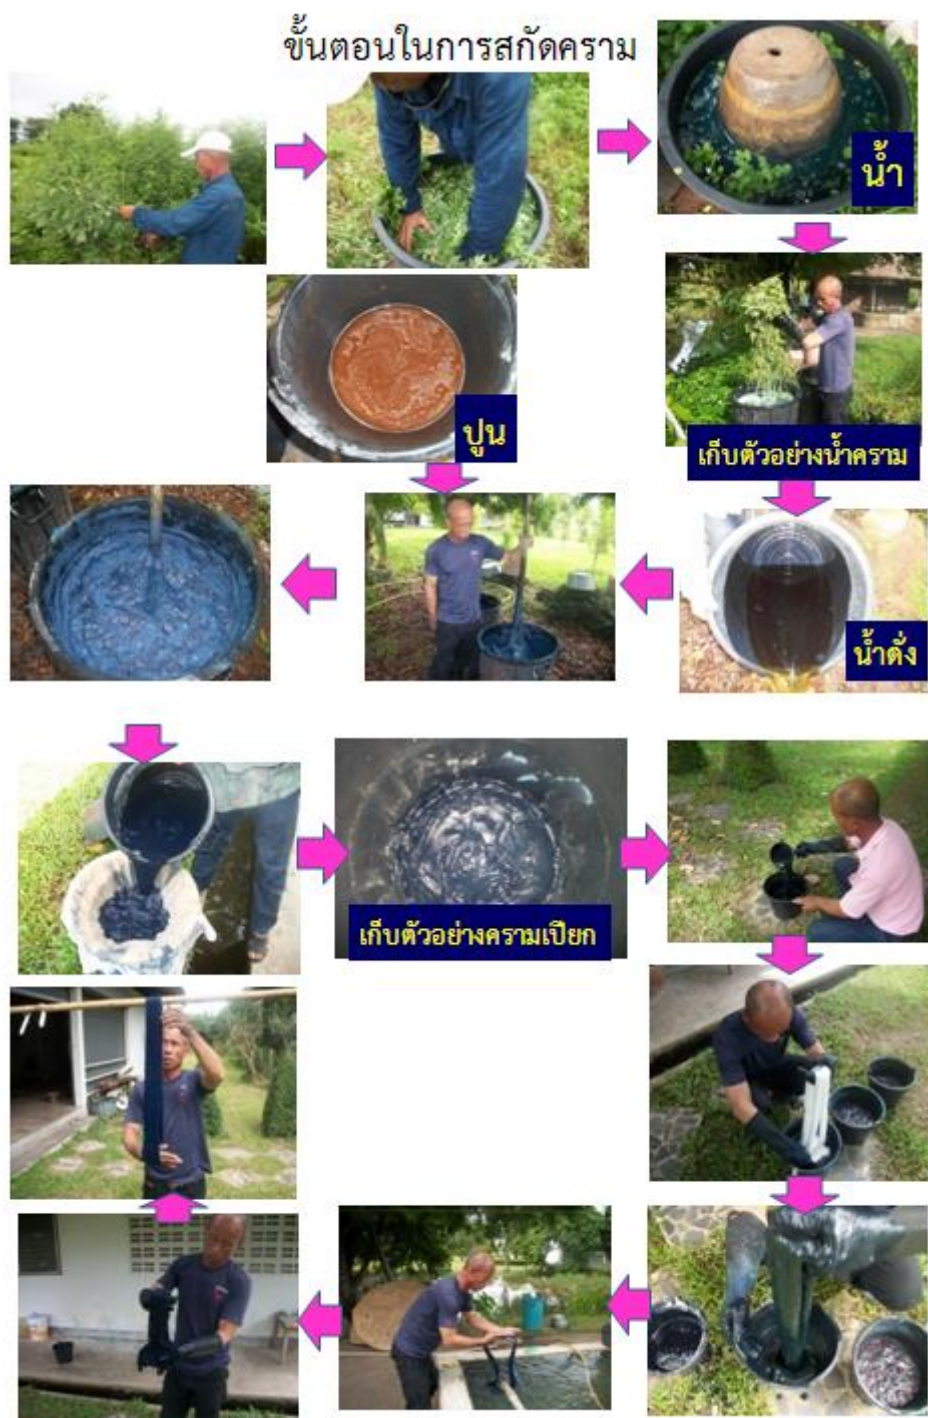 ขั้นตอนในการสกัดคราม
น้ำ
ปูน
เก็บตัวอย่างน้ำคราม
น้ำด่ง
เก็บตัวอย่างครามเปียก